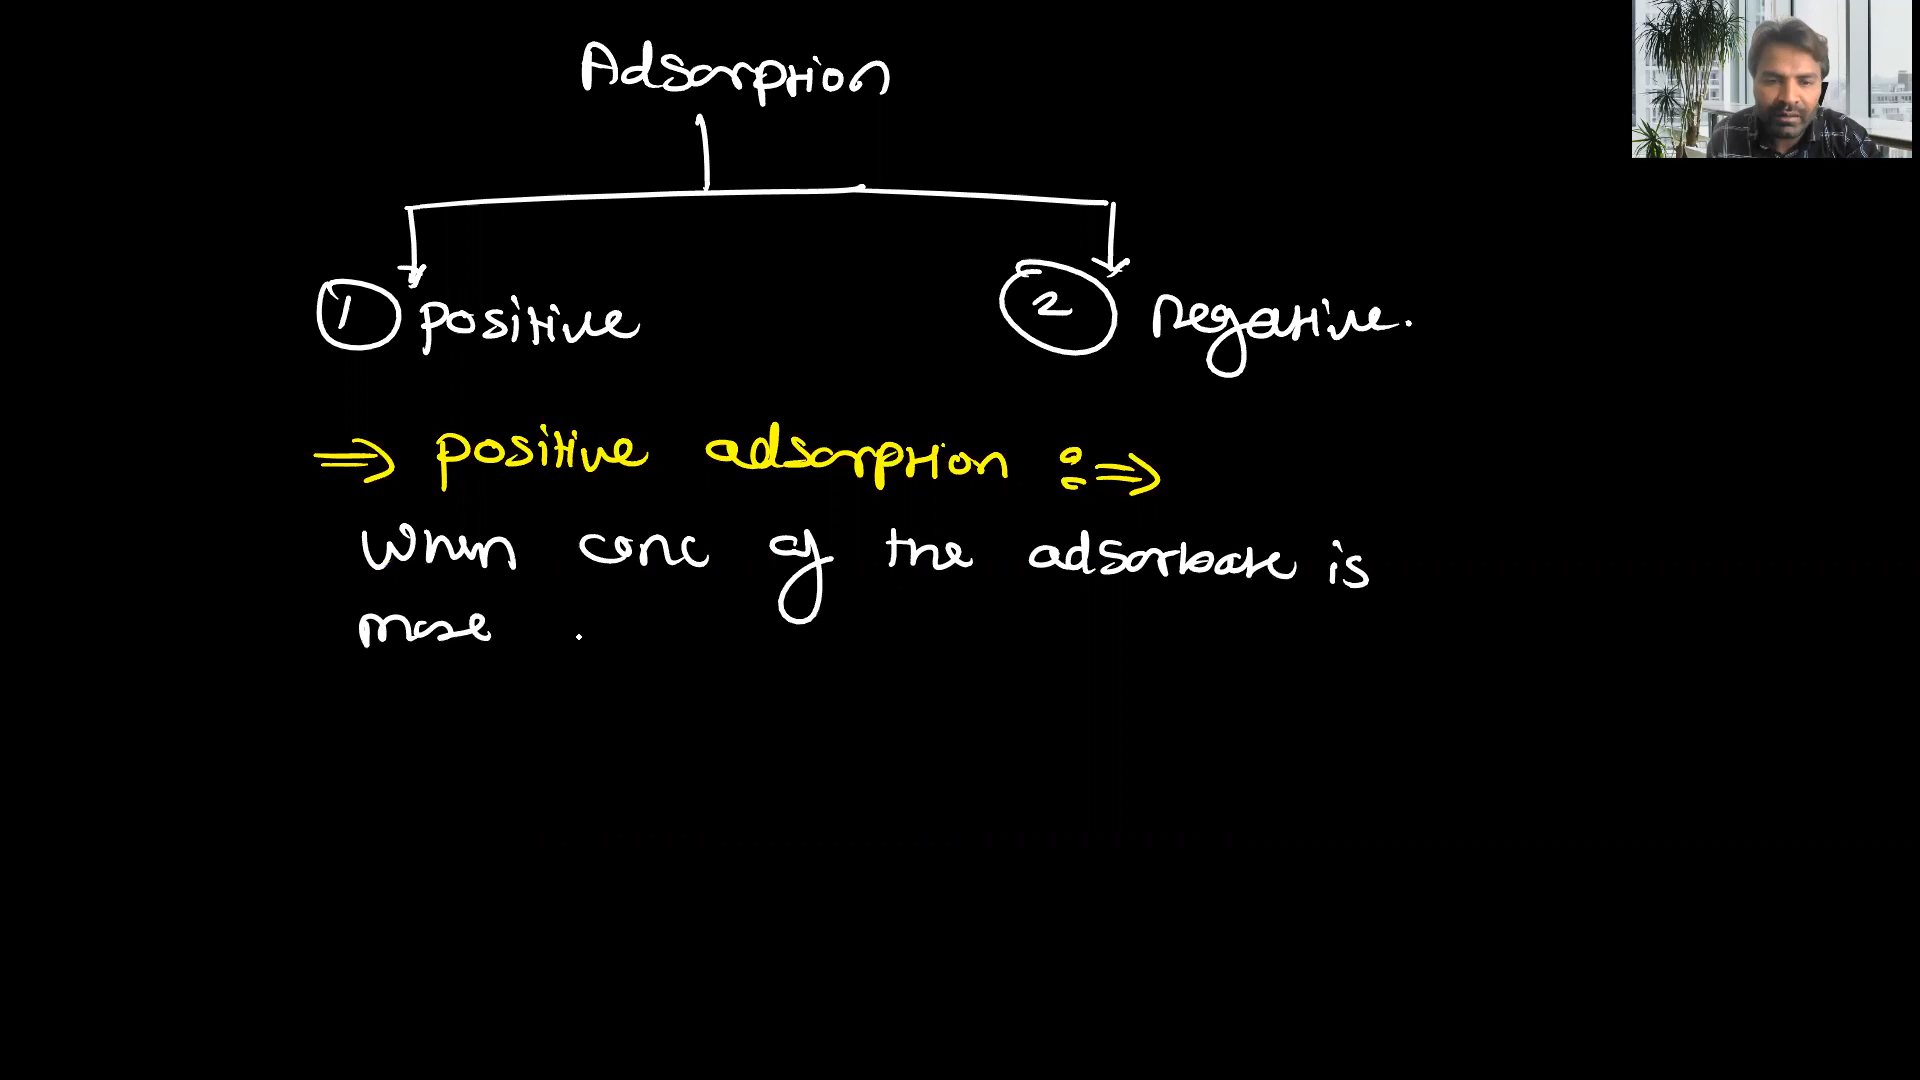 Adsorption
1 positive
2 negative.
⇒ positive adsorption :⇒
when conc of the adsorbate is
more .